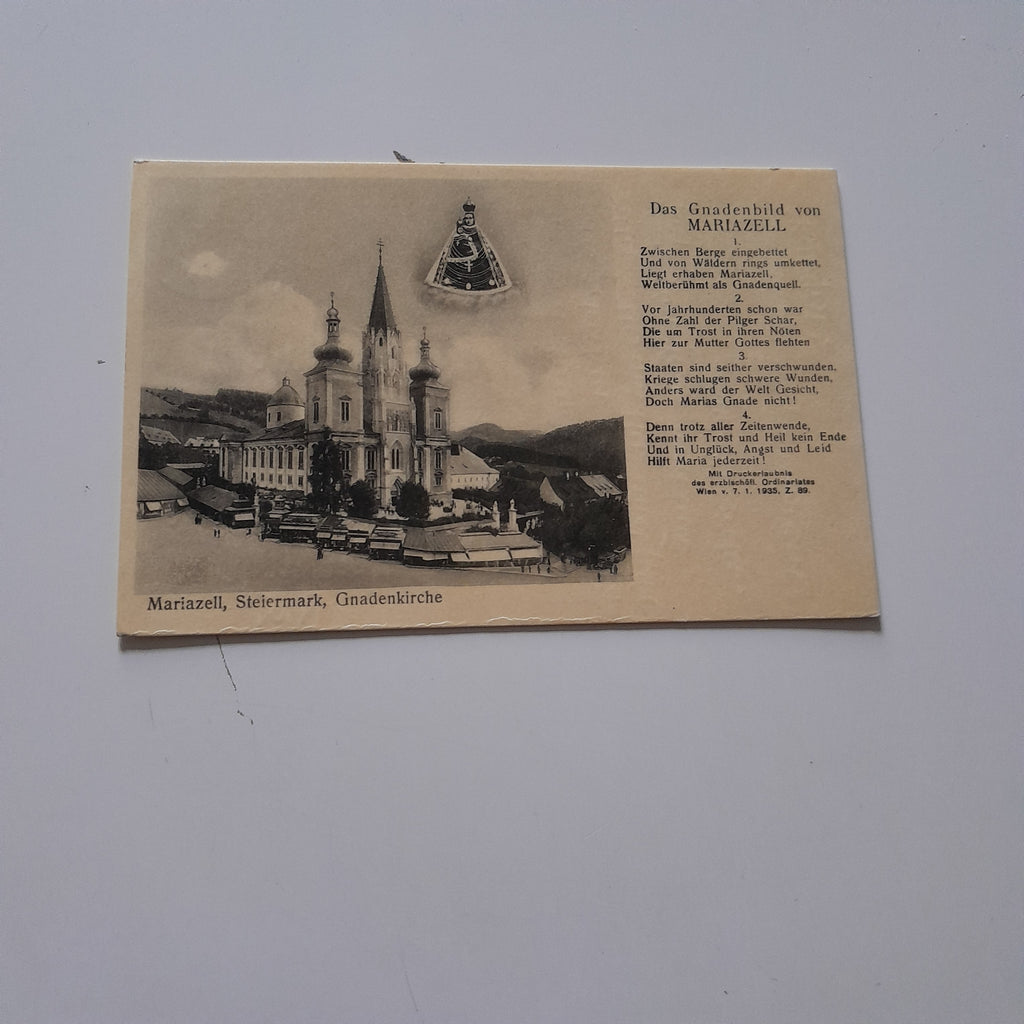 Das Gnadenbild von
MARIAZELL
1.
Zwischen Berge eingebettet
Und von Wäldern rings umkettet,
Liegt erhaben Mariazell,
Weltberühmt als Gnadenquell.
2.
Vor Jahrhunderten schon war
Ohne Zahl der Pilger Schar,
Die um Trost in ihren Nöten
Hier zur Mutter Gottes flehten
3.
Staaten sind seither verschwunden,
Kriege schlugen schwere Wunden,
Anders ward der Welt Gesicht,
Doch Marias Gnade nicht!
4.
Denn trotz aller Zeitenwende,
Kennt ihr Trost und Heil kein Ende
Und in Unglück, Angst und Leid
Hilft Maria jederzeit!
Mit Druckerlaubnis
des erzbischöfl. Ordinariates
Wien v. 7. 1. 1935. Z. 89.
Mariazell, Steiermark, Gnadenkirche